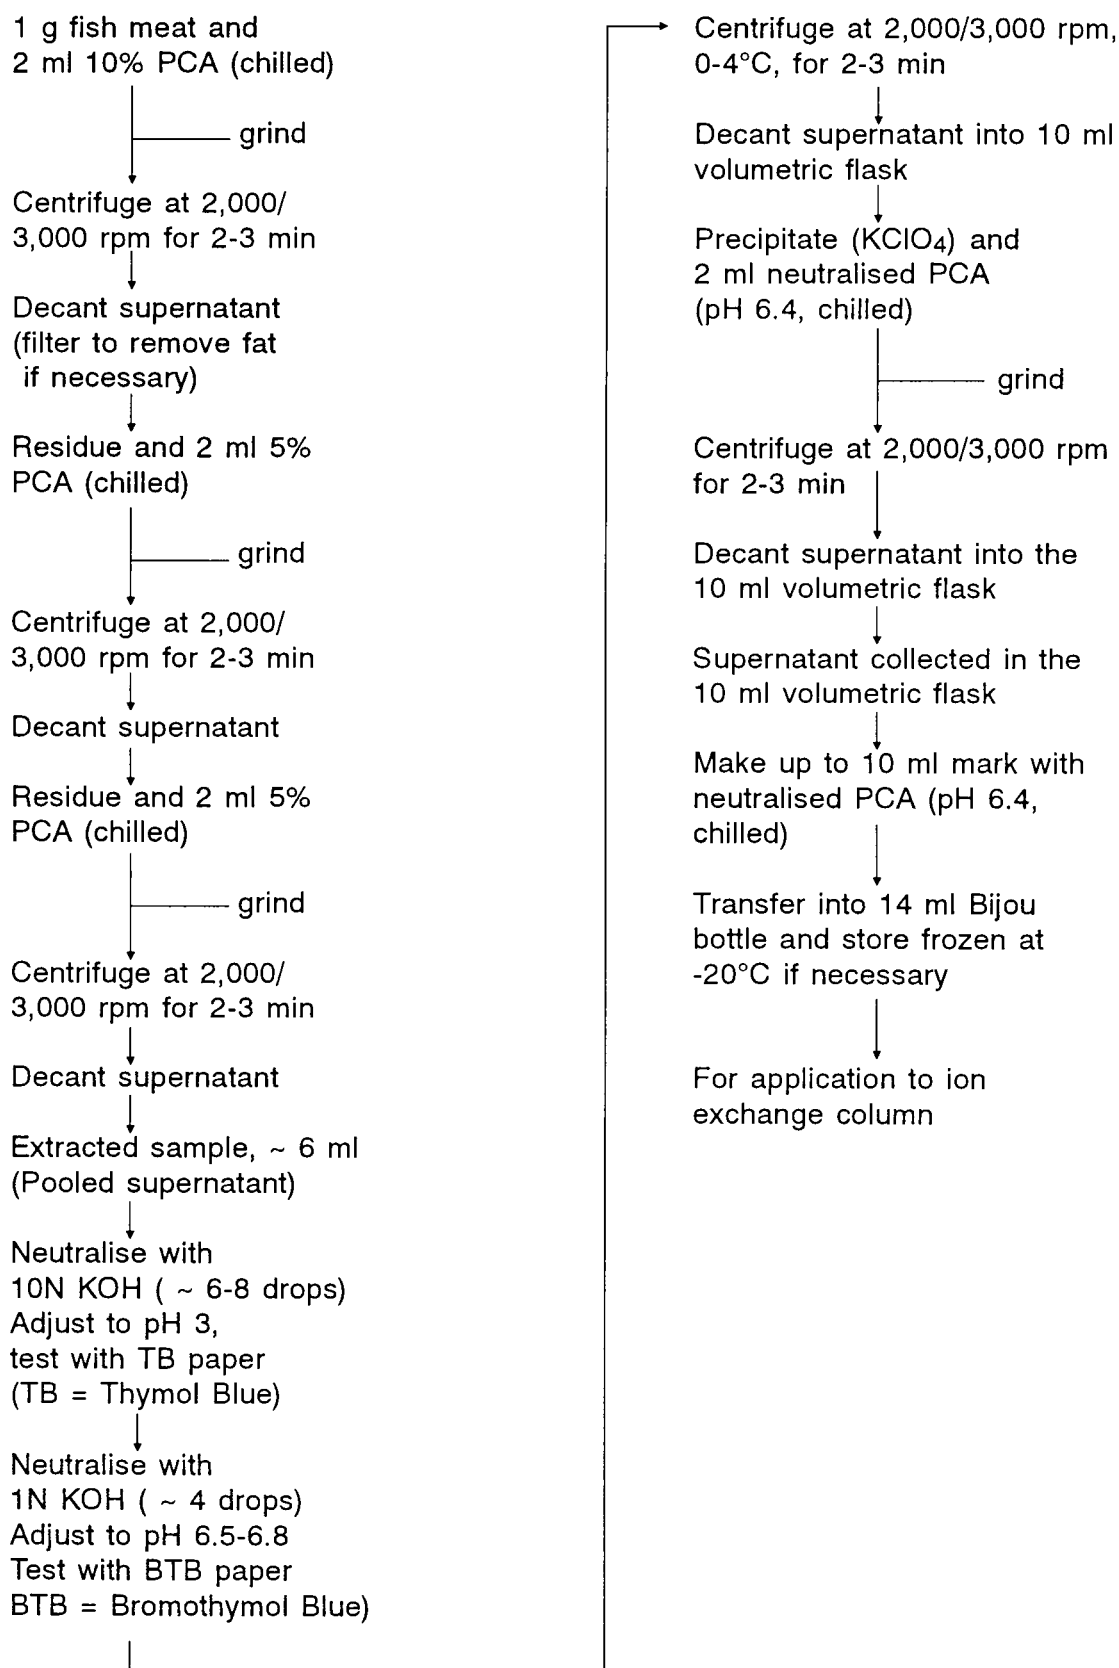 1 g fish meat and
2 ml 10% PCA (chilled)
grind
Centrifuge at 2,000/
3,000 rpm for 2-3 min
Decant supernatant
(filter to remove fat
if necessary)
Residue and 2 ml 5%
PCA (chilled)
grind
Centrifuge at 2,000/
3,000 rpm for 2-3 min
Decant supernatant
Residue and 2 ml 5%
PCA (chilled)
grind
Centrifuge at 2,000/
3,000 rpm for 2-3 min
Decant supernatant
Extracted sample, ~ 6 ml
(Pooled supernatant)
Neutralise with
10N KOH ( ~ 6-8 drops)
Adjust to pH 3,
test with TB paper
(TB = Thymol Blue)
Neutralise with
1N KOH ( ~ 4 drops)
Adjust to pH 6.5-6.8
Test with BTB paper
BTB = Bromothymol Blue)
Centrifuge at 2,000/3,000 rpm,
0-4°C, for 2-3 min
Decant supernatant into 10 ml
volumetric flask
Precipitate (KClO4) and
2 ml neutralised PCA
(pH 6.4, chilled)
grind
Centrifuge at 2,000/3,000 rpm
for 2-3 min
Decant supernatant into the
10 ml volumetric flask
Supernatant collected in the
10 ml volumetric flask
Make up to 10 ml mark with
neutralised PCA (pH 6.4,
chilled)
Transfer into 14 ml Bijou
bottle and store frozen at
-20°C if necessary
For application to ion
exchange column